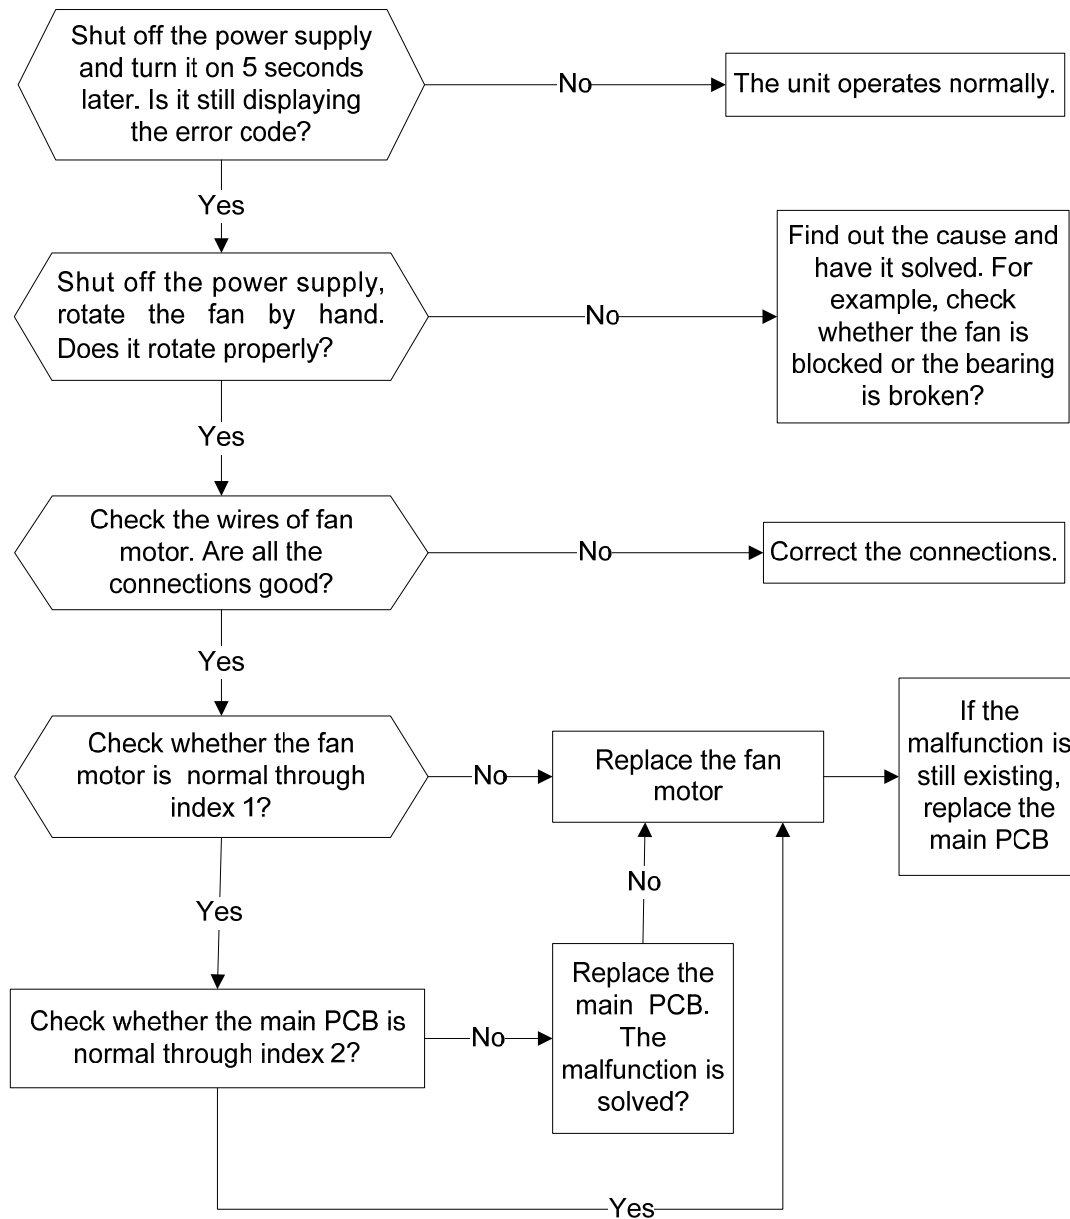 Shut off the power supply
and turn it on 5 seconds
later. Is it still displaying
the error code?
No
The unit operates normally.
Yes
Shut off the power supply,
rotate the fan by hand.
Does it rotate properly?
No
Find out the cause and
have it solved. For
example, check
whether the fan is
blocked or the bearing
is broken?
Yes
Check the wires of fan
motor. Are all the
connections good?
No
Correct the connections.
Yes
Check whether the fan
motor is normal through
index 1?
No
Replace the fan
motor
If the
malfunction is
still existing,
replace the
main PCB
No
Yes
Check whether the main PCB is
normal through index 2?
No
Replace the
main PCB.
The
malfunction is
solved?
Yes